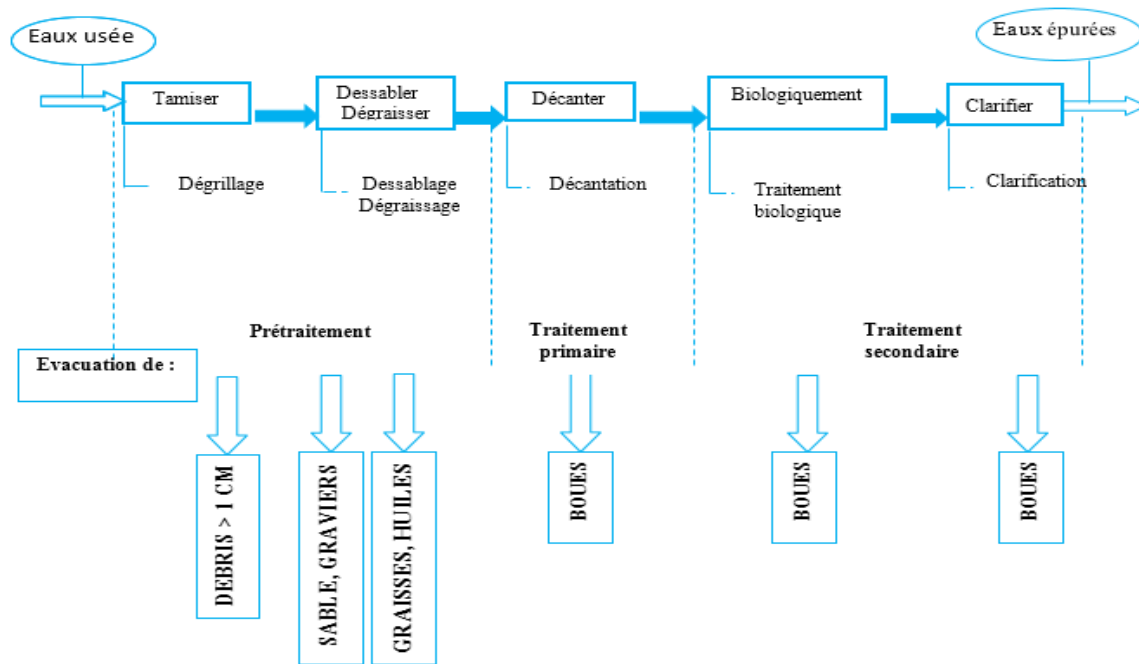 Eaux usée
Eaux épurées
Tamiser
Dessabler
Dégraisser
Décanter
Biologiquement
Clarifier
Dégrillage
Dessablage
Dégraissage
Décantation
Traitement
biologique
Clarification
Prétraitement
Traitement
primaire
Traitement
secondaire
Evacuation de :
DEBRIS > 1 CM
SABLE, GRAVIERS
GRAISSES, HUILES
BOUES
BOUES
BOUES